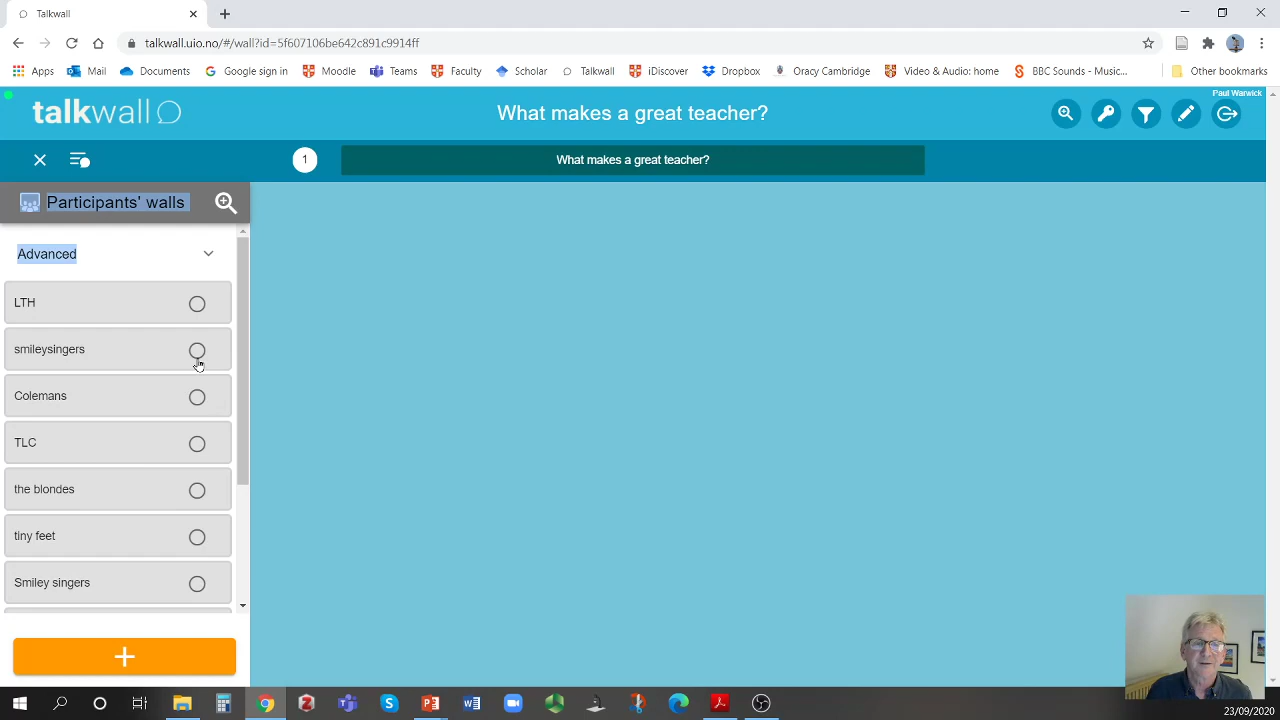 Talkwall
talkwall.uio.no/#/wall?id=5f607106be642c891c9914ff
Apps Mail Documents Google sign in Moodle Teams Faculty Scholar Talkwall iDiscover Dropbox Oracy Cambridge Video & Audio: home BBC Sounds - Music... Other bookmarks
Paul Warwick
talkwall What makes a great teacher?
1 What makes a great teacher?
Participants' walls
Advanced
LTH
smileysingers
Colemans
TLC
the blondes
tiny feet
Smiley singers
23/09/2020